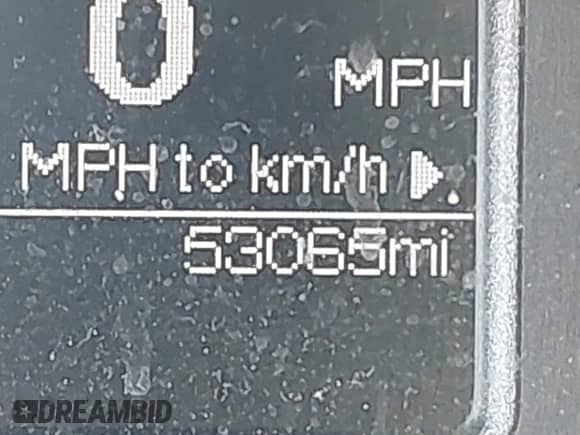 0
MPH
MPH to km/h
53065mi
DREAMBID